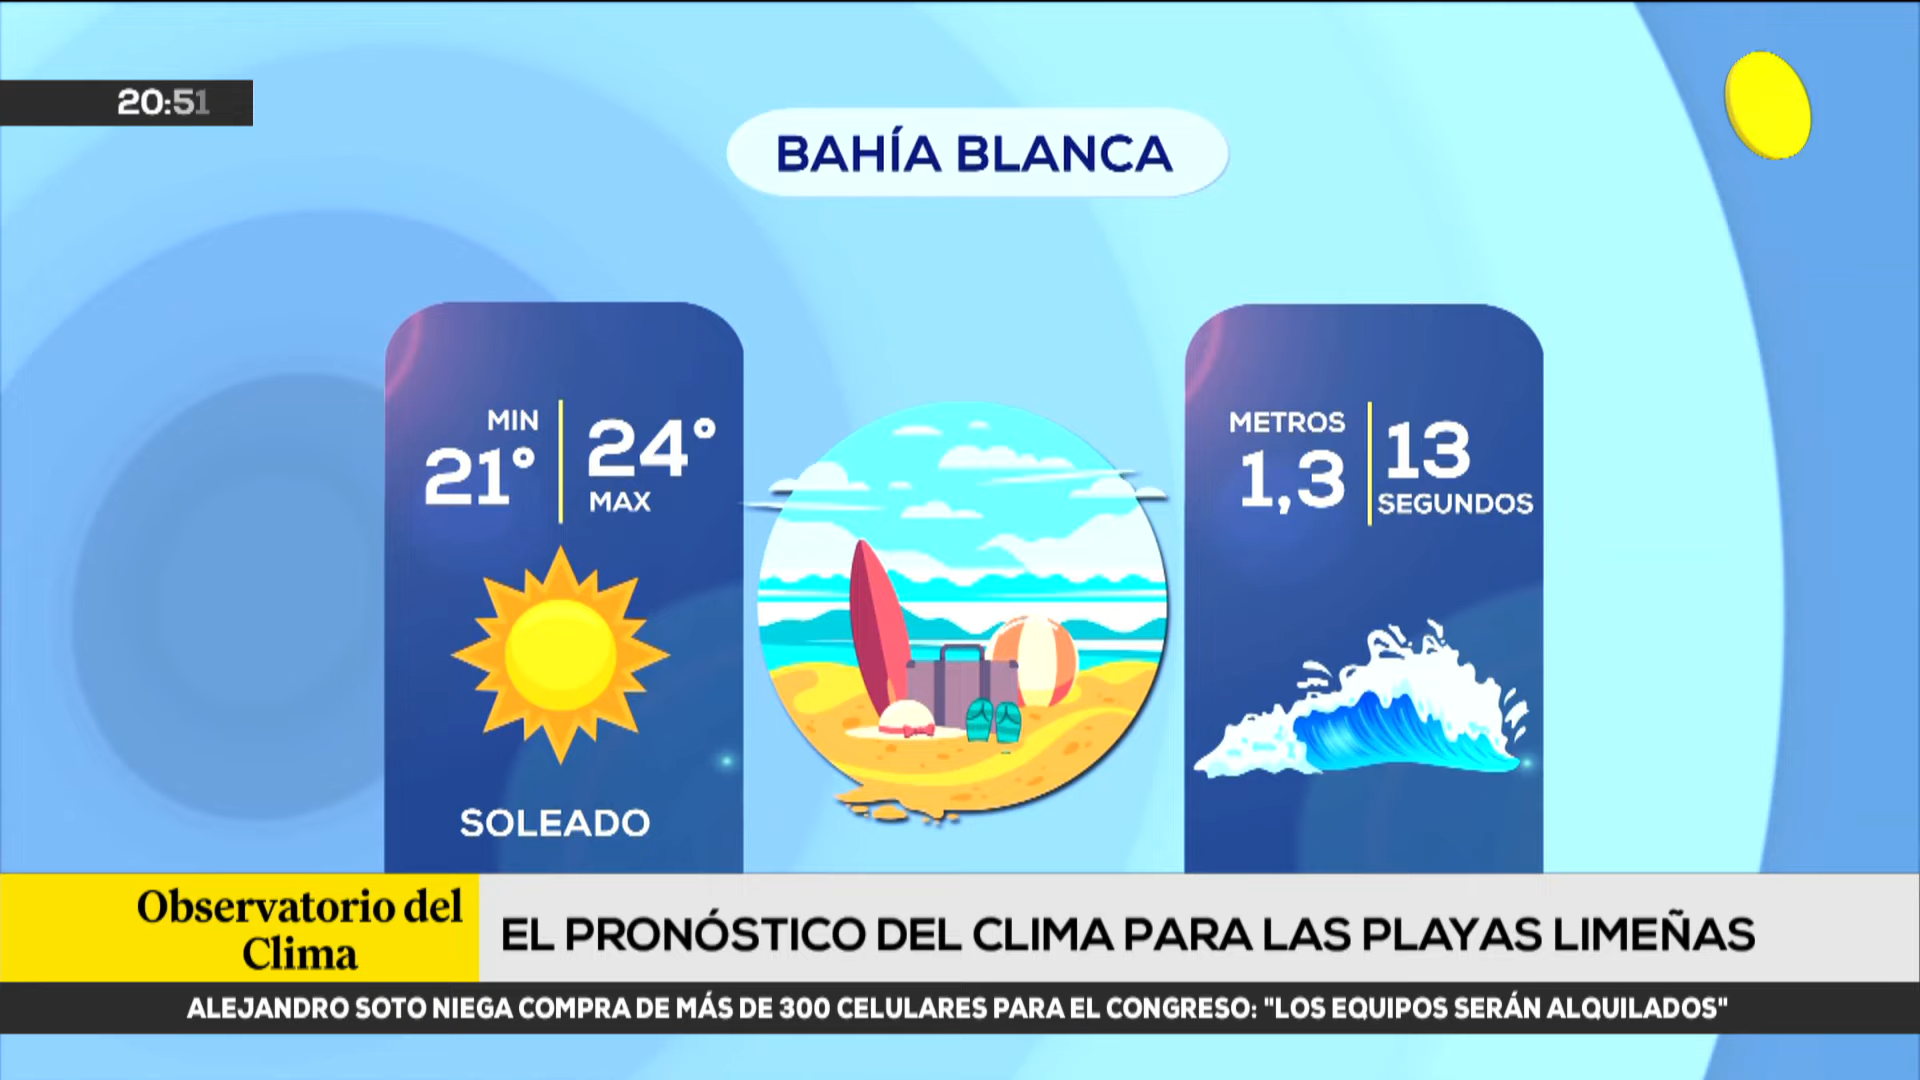 20:51
BAHÍA BLANCA
MIN
21°
24°
MAX
SOLEADO
METROS
1,3
13
SEGUNDOS
Observatorio del
Clima
EL PRONÓSTICO DEL CLIMA PARA LAS PLAYAS LIMEÑAS
ALEJANDRO SOTO NIEGA COMPRA DE MÁS DE 300 CELULARES PARA EL CONGRESO: "LOS EQUIPOS SERÁN ALQUILADOS"